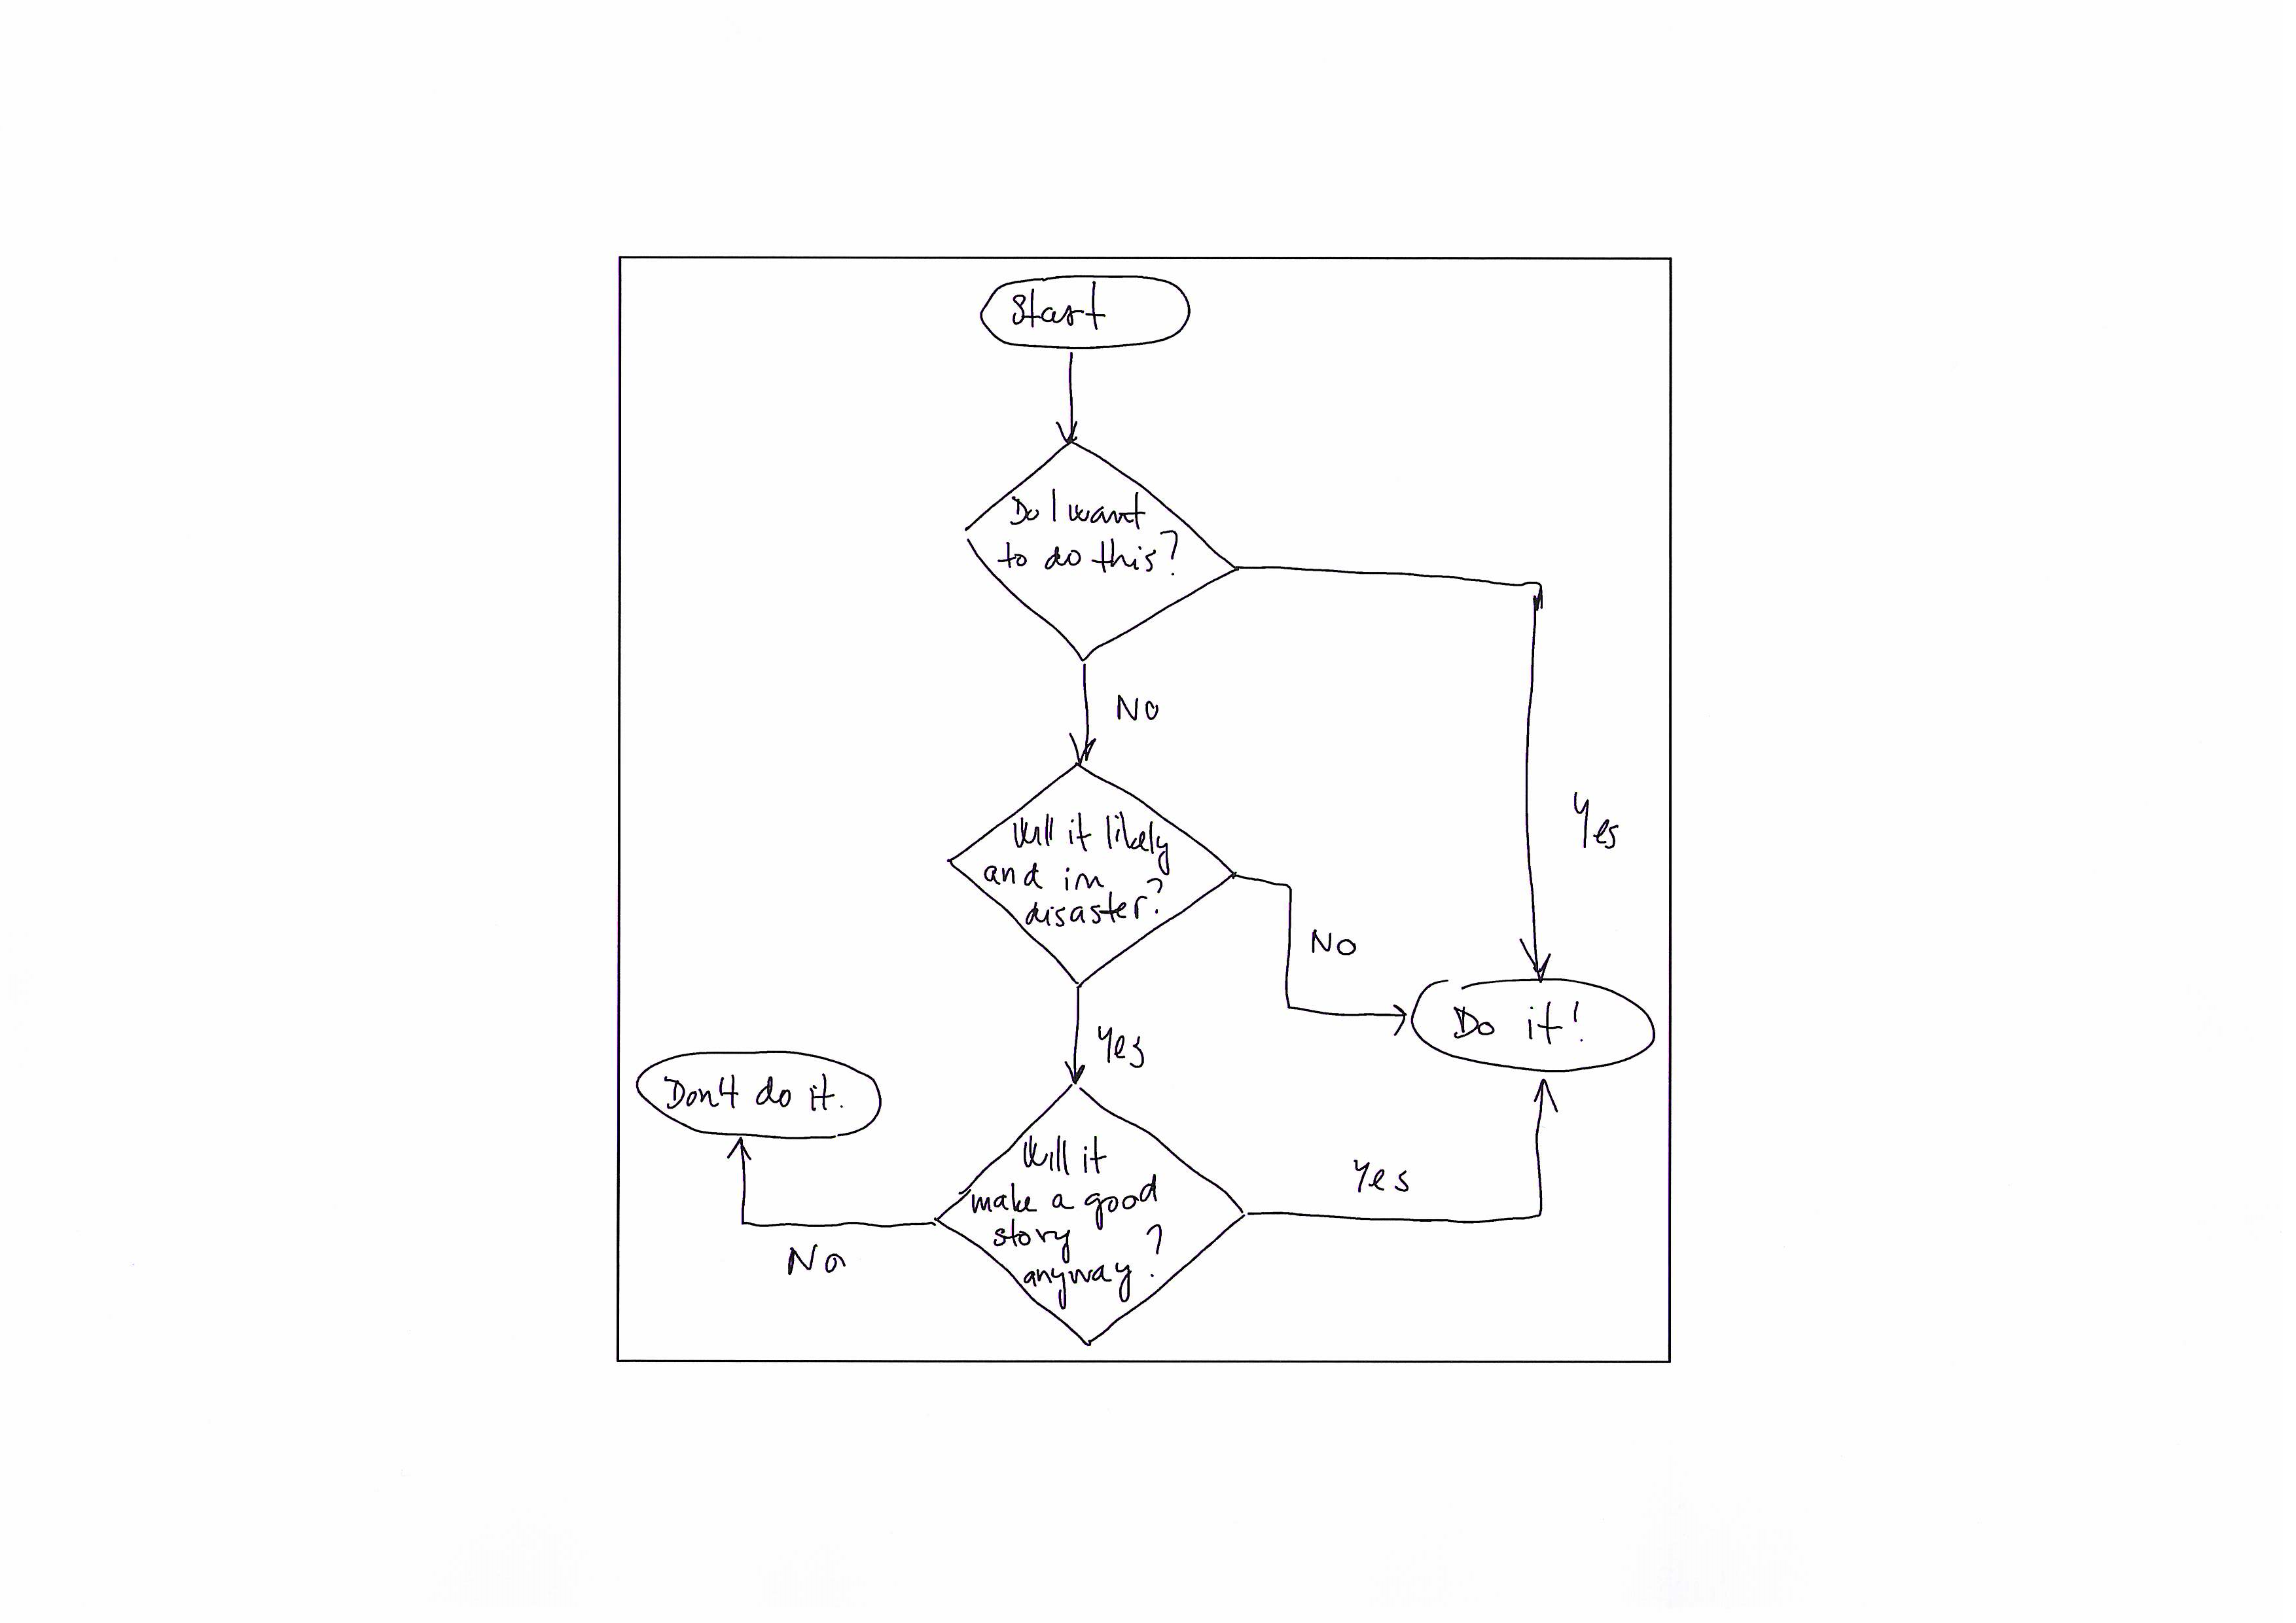 Start
Do I want
to do this?
No
Yes
Will it likely
and in
disaster?
No
Do it!
Yes
Don't do it.
Will it
make a good
story
anyway?
Yes
No